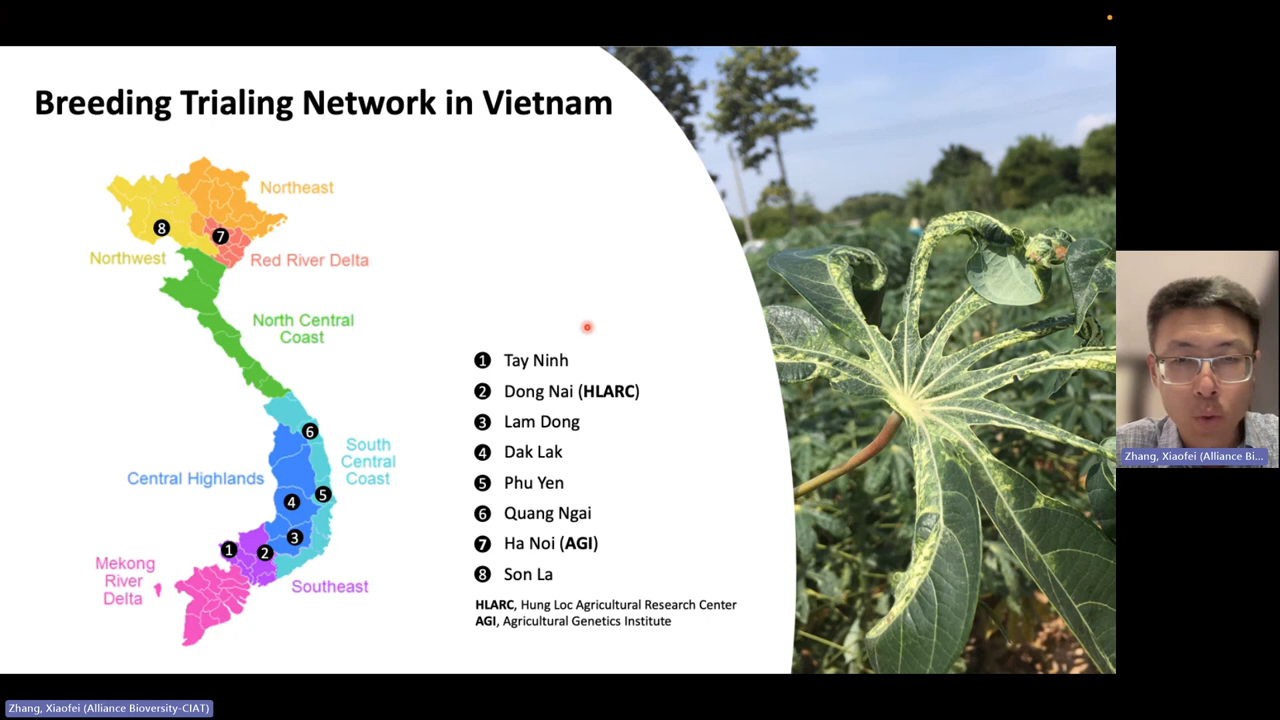 Breeding Trialing Network in Vietnam
Northeast
8
7
Northwest
Red River Delta
North Central
Coast
6
South
Central
Coast
Central Highlands
4
5
3
1
2
Mekong
River
Delta
Southeast
1 Tay Ninh
2 Dong Nai (HLARC)
3 Lam Dong
4 Dak Lak
5 Phu Yen
6 Quang Ngai
7 Ha Noi (AGI)
8 Son La
HLARC, Hung Loc Agricultural Research Center
AGI, Agricultural Genetics Institute
Zhang, Xiaofei (Alliance Bi...
Zhang, Xiaofei (Alliance Bioversity-CIAT)